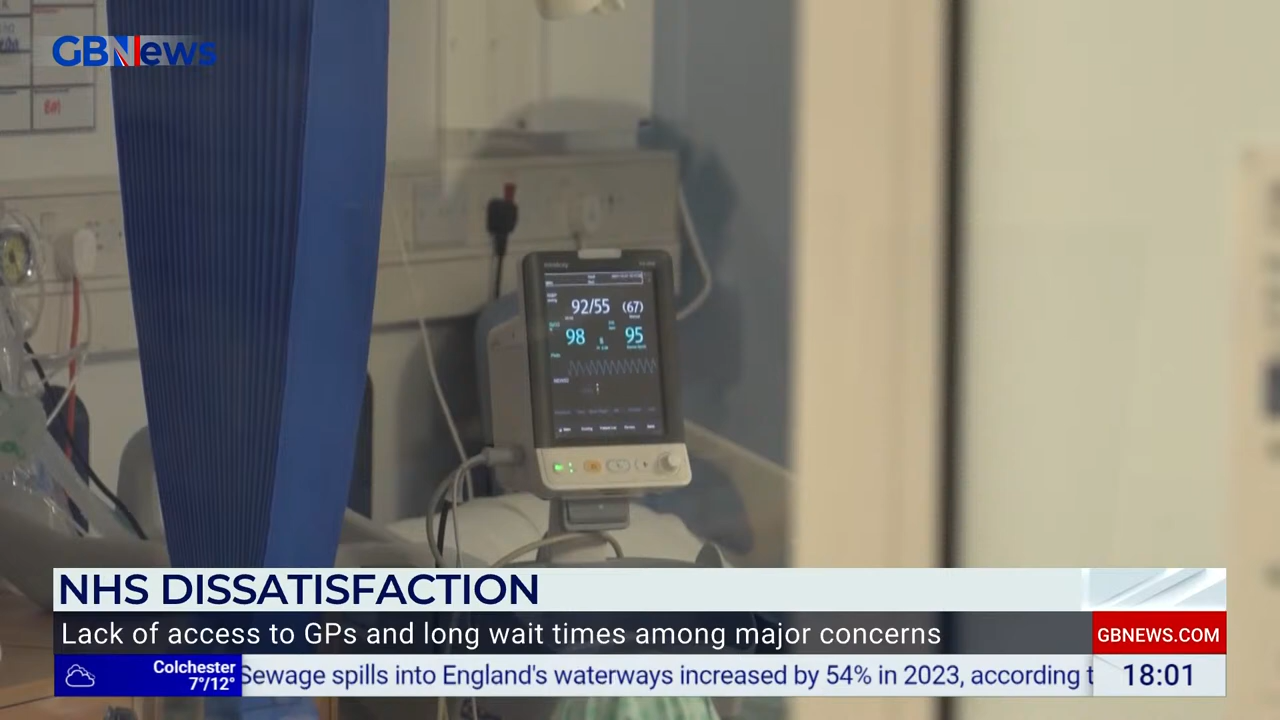 GBNews
92/55 (67)
98 95
NHS DISSATISFACTION
Lack of access to GPs and long wait times among major concerns
GBNEWS.COM
Colchester
7°/12°
Sewage spills into England's waterways increased by 54% in 2023, according t
18:01